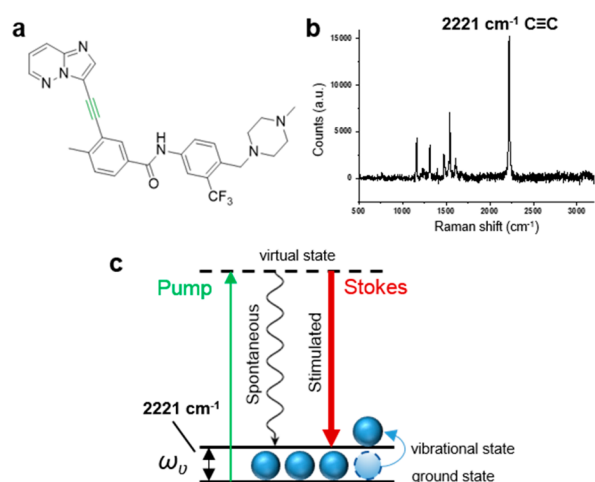 a
N
N
N
N
H
N
O
CF₃
N
N
b
2221 cm⁻¹ C≡C
15000
10000
5000
0
Counts (a.u.)
500
1000
1500
2000
2500
3000
Raman shift (cm⁻¹)
c
virtual state
Pump
Stokes
Spontaneous
Stimulated
2221 cm⁻¹
ωᵥ
vibrational state
ground state